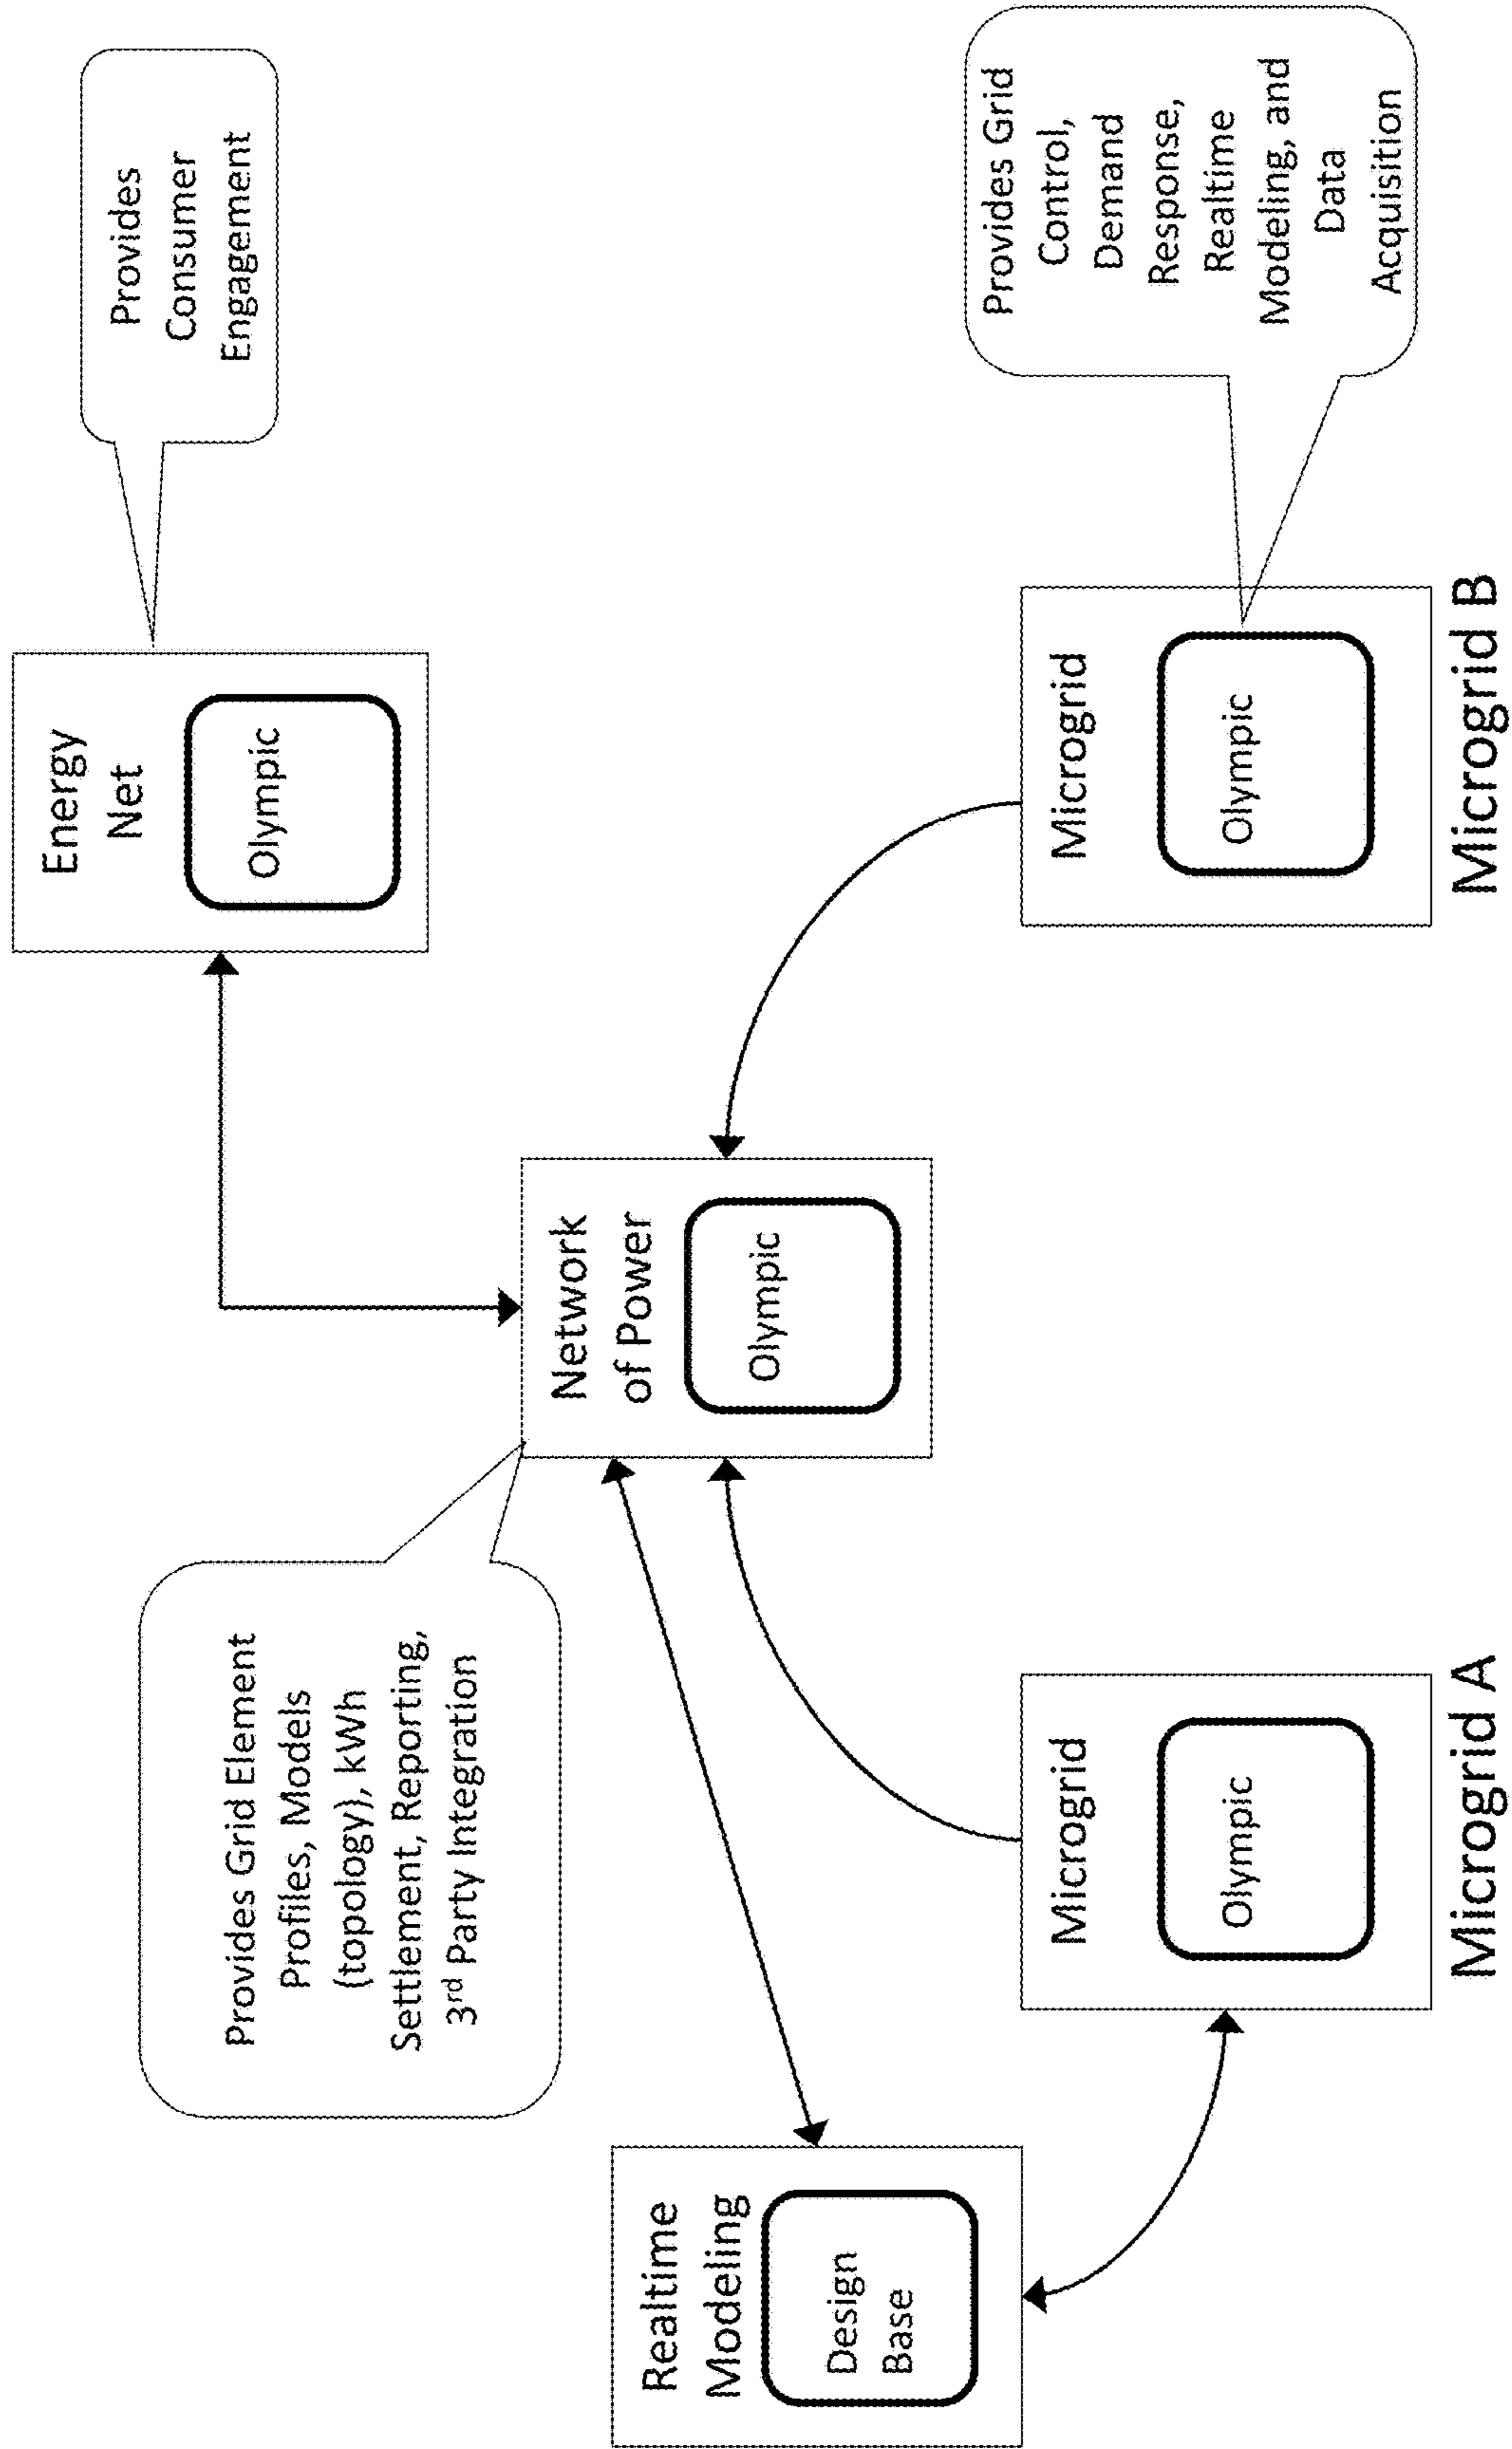 Provides
Consumer
Engagement
Energy
Net
Olympic
Provides Grid Element
Profiles, Models
(topology), kWh
Settlement, Reporting,
3rd Party Integration
Network
of Power
Olympic
Realtime
Modeling
Design
Base
Microgrid
Olympic
Microgrid A
Microgrid
Olympic
Microgrid B
Provides Grid
Control,
Demand
Response,
Realtime
Modeling, and
Data
Acquisition